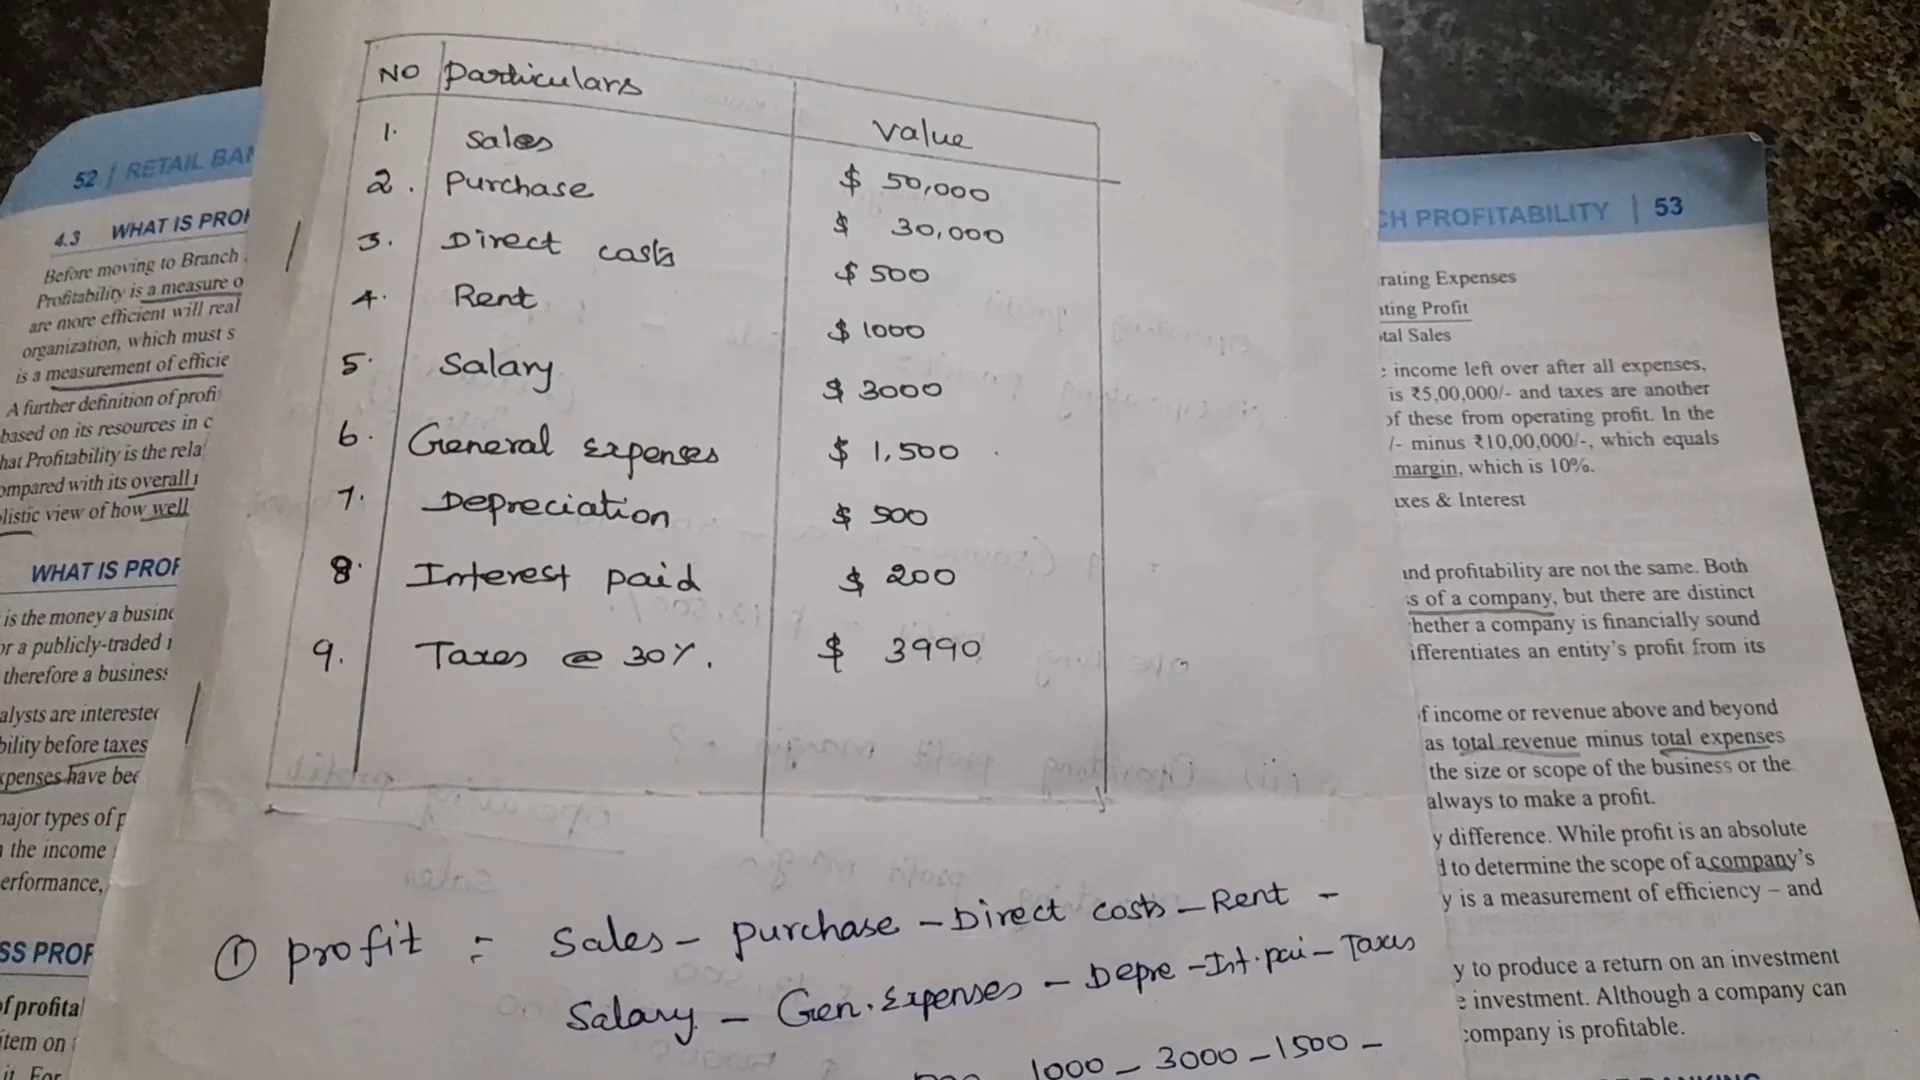 NO Particulars Value
1. Sales $ 50,000
2. Purchase $ 30,000
3. Direct costs $ 500
4. Rent $ 1000
5. Salary $ 3000
6. General Expenses $ 1,500
7. Depreciation $ 500
8. Interest paid $ 200
9. Taxes @ 30%. $ 3990
① profit = Sales - purchase - Direct costs - Rent -
Salary - Gen. Expenses - Depre - Int. pai - Taxes
1000 - 3000 - 1500 -
52 | RETAIL BAN
4.3 WHAT IS PROF
Before moving to Branch
Profitability is a measure o
are more efficient will real
organization, which must s
is a measurement of efficie
A further definition of profi
based on its resources in c
hat Profitability is the rela
ompared with its overall
listic view of how well
WHAT IS PROF
is the money a busine
or a publicly-traded
therefore a business
alysts are interested
bility before taxes
xpenses have bee
major types of p
the income
erformance,
SS PROF
of profital
item on
it. For
CH PROFITABILITY | 53
rating Expenses
ating Profit
tal Sales
income left over after all expenses,
is ₹5,00,000/- and taxes are another
of these from operating profit. In the
/- minus ₹10,00,000/-, which equals
margin, which is 10%.
axes & Interest
and profitability are not the same. Both
s of a company, but there are distinct
hether a company is financially sound
ifferentiates an entity's profit from its
f income or revenue above and beyond
as total revenue minus total expenses
the size or scope of the business or the
always to make a profit.
y difference. While profit is an absolute
d to determine the scope of a company's
y is a measurement of efficiency – and
y to produce a return on an investment
e investment. Although a company can
company is profitable.